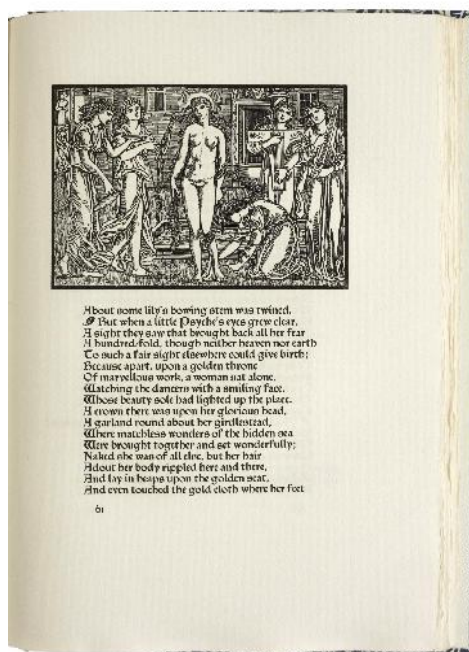 About some lily's bowing stem was twined.
But when a little Psyche's eyes grew clear,
A sight they saw that brought back all her fear
A hundred-fold, though neither heaven nor earth
To such a fair sight elsewhere could give birth;
Because apart, upon a golden throne
Of marvellous work, a woman sat alone,
Watching the dancers with a smiling face,
Whose beauty sole had lighted up the place.
A crown there was upon her glorious head,
A garland round about her girdlestead,
Where matchless wonders of the hidden sea
Were brought together and set wonderfully;
Naked she was of all else, but her hair
About her body rippled here and there,
And lay in heaps upon the golden seat,
And even touched the gold cloth where her feet
61